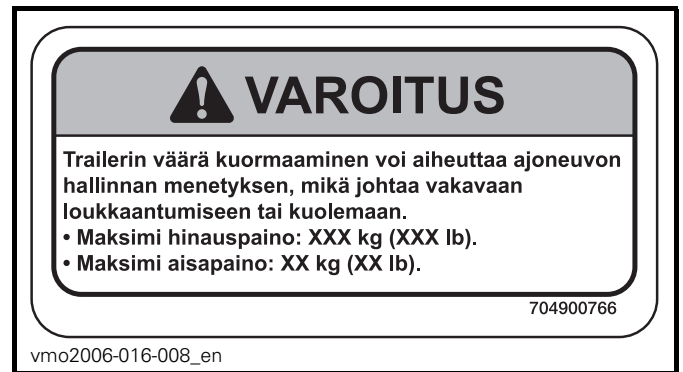 VAROITUS
Trailerin väärä kuormaaminen voi aiheuttaa ajoneuvon
hallinnan menetyksen, mikä johtaa vakavaan
loukkaantumiseen tai kuolemaan.
• Maksimi hinauspaino: XXX kg (XXX lb).
• Maksimi aisapaino: XX kg (XX lb).
704900766
vmo2006-016-008_en